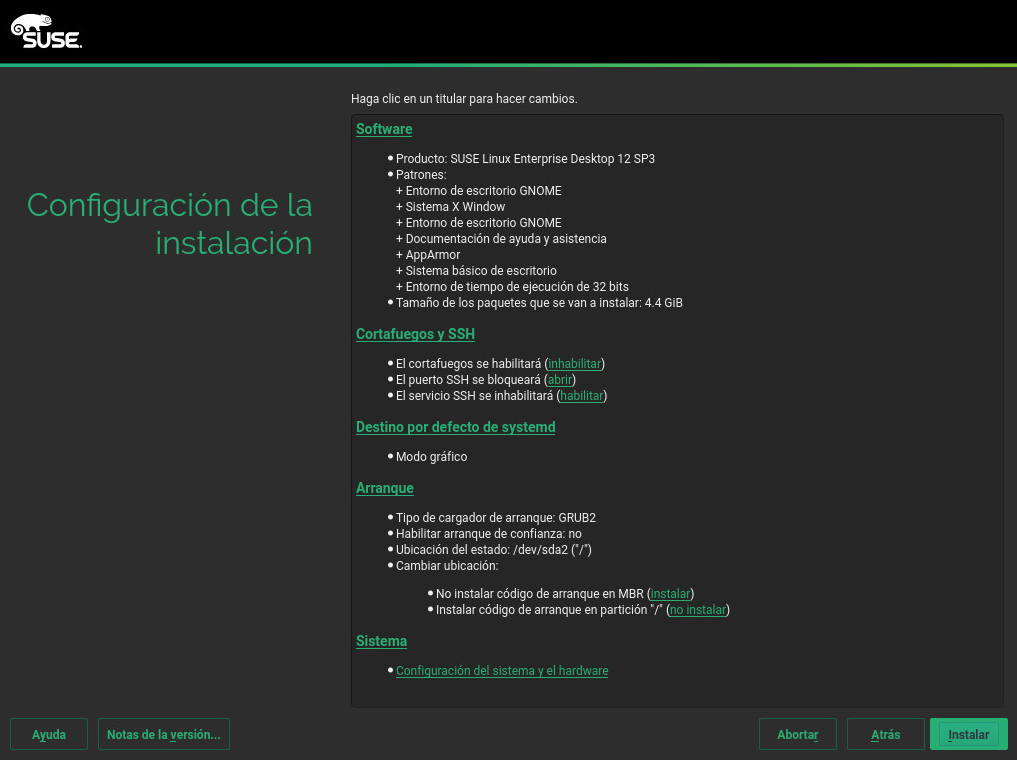 SUSE.
Haga clic en un titular para hacer cambios.
Configuración de la
instalación
Software
Producto: SUSE Linux Enterprise Desktop 12 SP3
Patrones:
+ Entorno de escritorio GNOME
+ Sistema X Window
+ Entorno de escritorio GNOME
+ Documentación de ayuda y asistencia
+ AppArmor
+ Sistema básico de escritorio
+ Entorno de tiempo de ejecución de 32 bits
Tamaño de los paquetes que se van a instalar: 4.4 GiB
Cortafuegos y SSH
El cortafuegos se habilitará (inhabilitar)
El puerto SSH se bloqueará (abrir)
El servicio SSH se inhabilitará (habilitar)
Destino por defecto de systemd
Modo gráfico
Arranque
Tipo de cargador de arranque: GRUB2
Habilitar arranque de confianza: no
Ubicación del estado: /dev/sda2 ("/")
Cambiar ubicación:
No instalar código de arranque en MBR (instalar)
Instalar código de arranque en partición "/" (no instalar)
Sistema
Configuración del sistema y el hardware
Ayuda
Notas de la versión...
Abortar
Atrás
Instalar